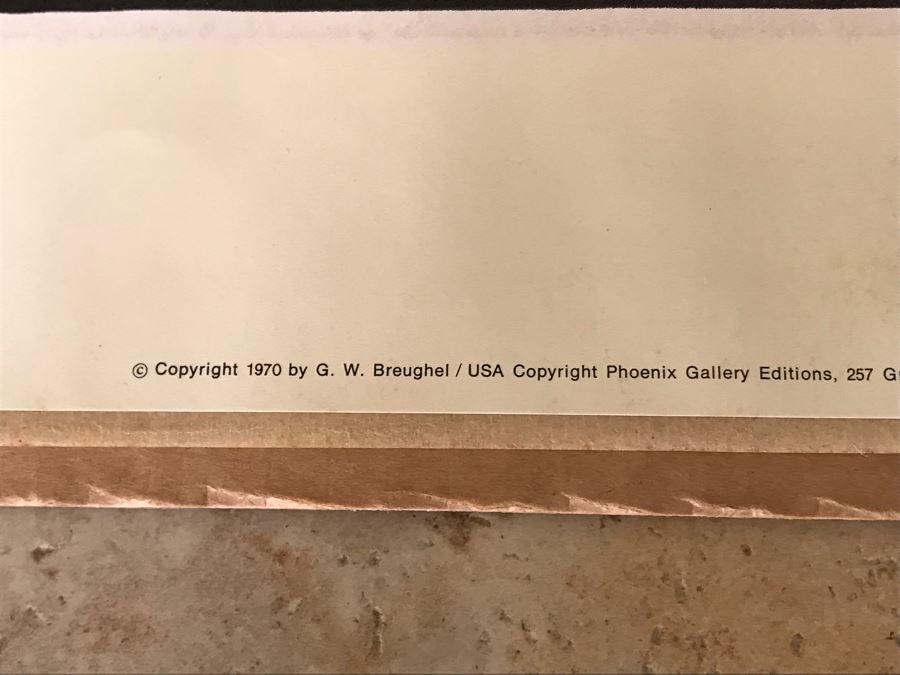 © Copyright 1970 by G. W. Breughel / USA Copyright Phoenix Gallery Editions, 257